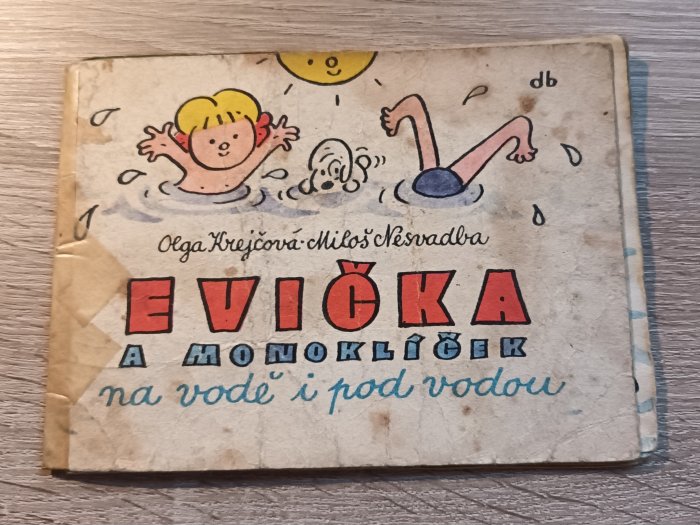 db
Olga Krejčová · Miloš Nesvadba
EVIČKA
A MONOKLÍČEK
na vodě i pod vodou